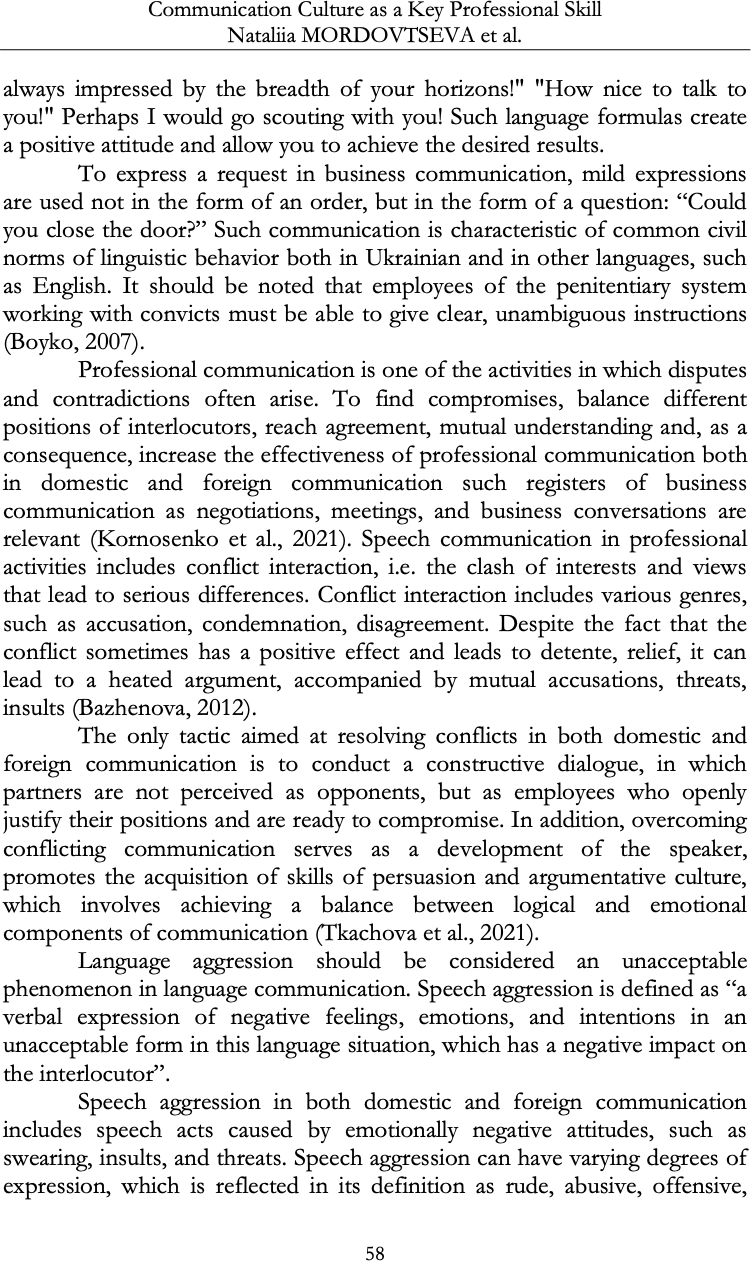 Communication Culture as a Key Professional Skill
Nataliia MORDOVTSEVA et al.
always impressed by the breadth of your horizons!" "How nice to talk to
you!" Perhaps I would go scouting with you! Such language formulas create
a positive attitude and allow you to achieve the desired results.
To express a request in business communication, mild expressions
are used not in the form of an order, but in the form of a question: “Could
you close the door?” Such communication is characteristic of common civil
norms of linguistic behavior both in Ukrainian and in other languages, such
as English. It should be noted that employees of the penitentiary system
working with convicts must be able to give clear, unambiguous instructions
(Boyko, 2007).
Professional communication is one of the activities in which disputes
and contradictions often arise. To find compromises, balance different
positions of interlocutors, reach agreement, mutual understanding and, as a
consequence, increase the effectiveness of professional communication both
in domestic and foreign communication such registers of business
communication as negotiations, meetings, and business conversations are
relevant (Kornosenko et al., 2021). Speech communication in professional
activities includes conflict interaction, i.e. the clash of interests and views
that lead to serious differences. Conflict interaction includes various genres,
such as accusation, condemnation, disagreement. Despite the fact that the
conflict sometimes has a positive effect and leads to detente, relief, it can
lead to a heated argument, accompanied by mutual accusations, threats,
insults (Bazhenova, 2012).
The only tactic aimed at resolving conflicts in both domestic and
foreign communication is to conduct a constructive dialogue, in which
partners are not perceived as opponents, but as employees who openly
justify their positions and are ready to compromise. In addition, overcoming
conflicting communication serves as a development of the speaker,
promotes the acquisition of skills of persuasion and argumentative culture,
which involves achieving a balance between logical and emotional
components of communication (Tkachova et al., 2021).
Language aggression should be considered an unacceptable
phenomenon in language communication. Speech aggression is defined as “a
verbal expression of negative feelings, emotions, and intentions in an
unacceptable form in this language situation, which has a negative impact on
the interlocutor”.
Speech aggression in both domestic and foreign communication
includes speech acts caused by emotionally negative attitudes, such as
swearing, insults, and threats. Speech aggression can have varying degrees of
expression, which is reflected in its definition as rude, abusive, offensive,
58